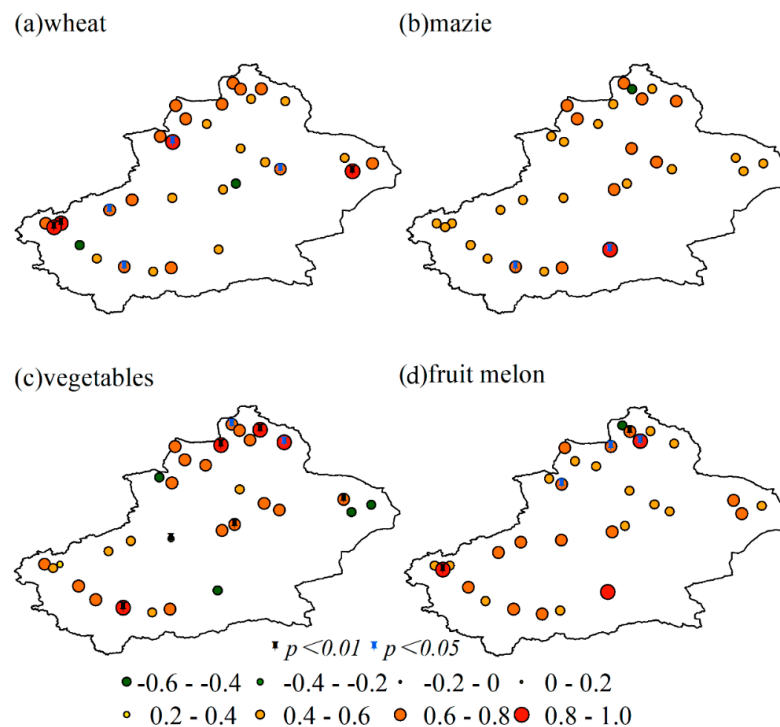 (a)wheat (b)mazie
(c)vegetables (d)fruit melon
p<0.01 p<0.05
-0.6 - -0.4 -0.4 - -0.2 -0.2 - 0 0 - 0.2
0.2 - 0.4 0.4 - 0.6 0.6 - 0.8 0.8 - 1.0